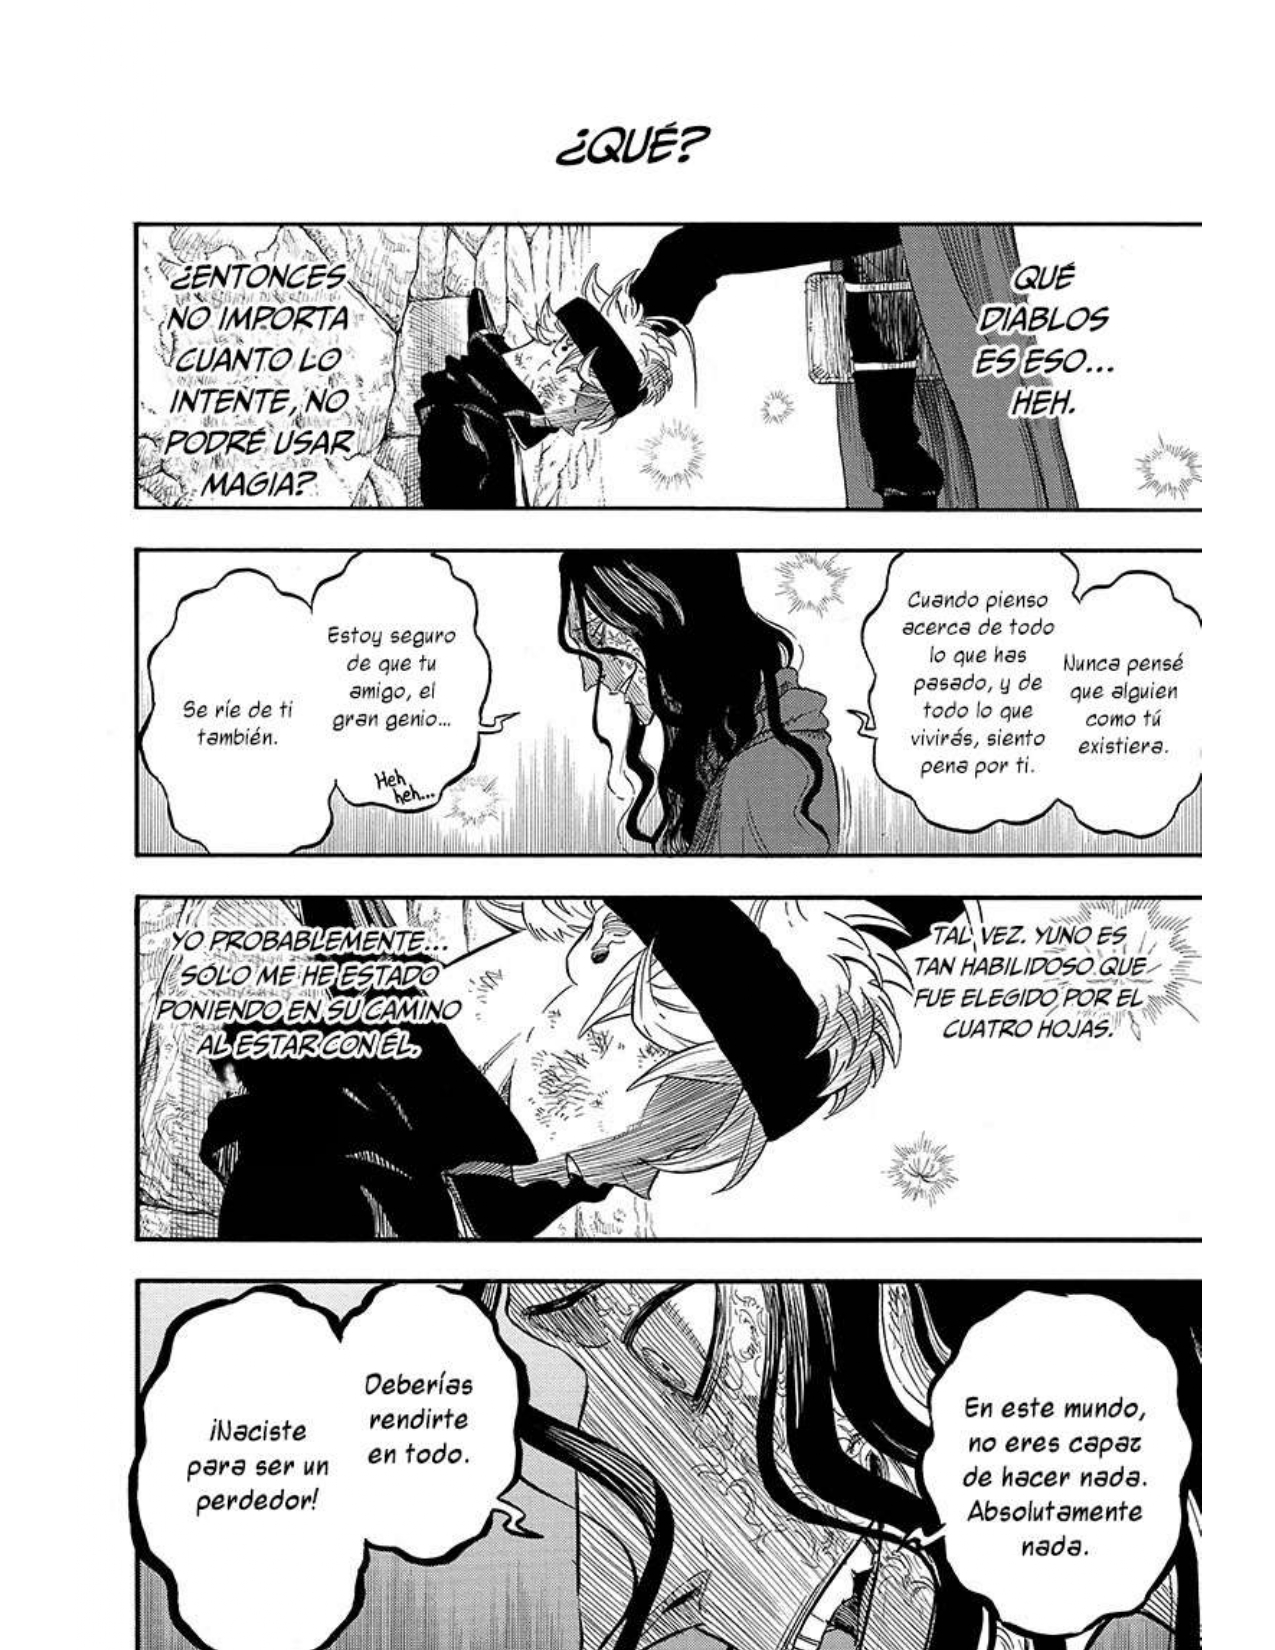 ¿QUÉ?
QUÉ
DIABLOS
ES ESO...
HEH.
¿ENTONCES
NO IMPORTA
CUANTO LO
INTENTE, NO
PODRÉ USAR
MAGIA?
Nunca pensé
que alguien
como tú
existiera.
Cuando pienso
acerca de todo
lo que has
pasado, y de
todo lo que
vivirás, siento
pena por ti.
Estoy seguro
de que tu
amigo, el
gran genio...
Heh
heh...
Se ríe de ti
también.
TAL VEZ. YUNO ES
TAN HABILIDOSO QUE
FUE ELEGIDO POR EL
CUATRO HOJAS.
YO PROBABLEMENTE...
SÓLO ME HE ESTADO
PONIENDO EN SU CAMINO
AL ESTAR CON ÉL.
En este mundo,
no eres capaz
de hacer nada.
Absolutamente
nada.
Deberías
rendirte
en todo.
¡Naciste
para ser un
perdedor!